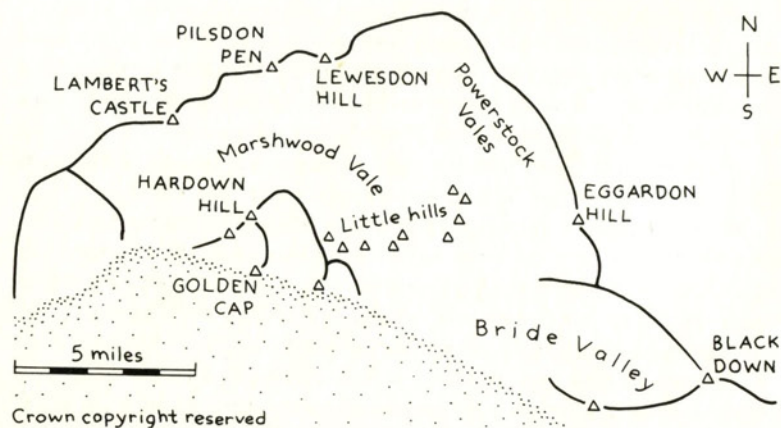 PILSDON
PEN
LAMBERT'S
CASTLE
LEWESDON
HILL
N
W E
S
Powerstock
Vales
Marshwood Vale
HARDOWN
HILL
Little hills
EGGARDON
HILL
GOLDEN
CAP
Bride Valley
BLACK
DOWN
5 miles
Crown copyright reserved